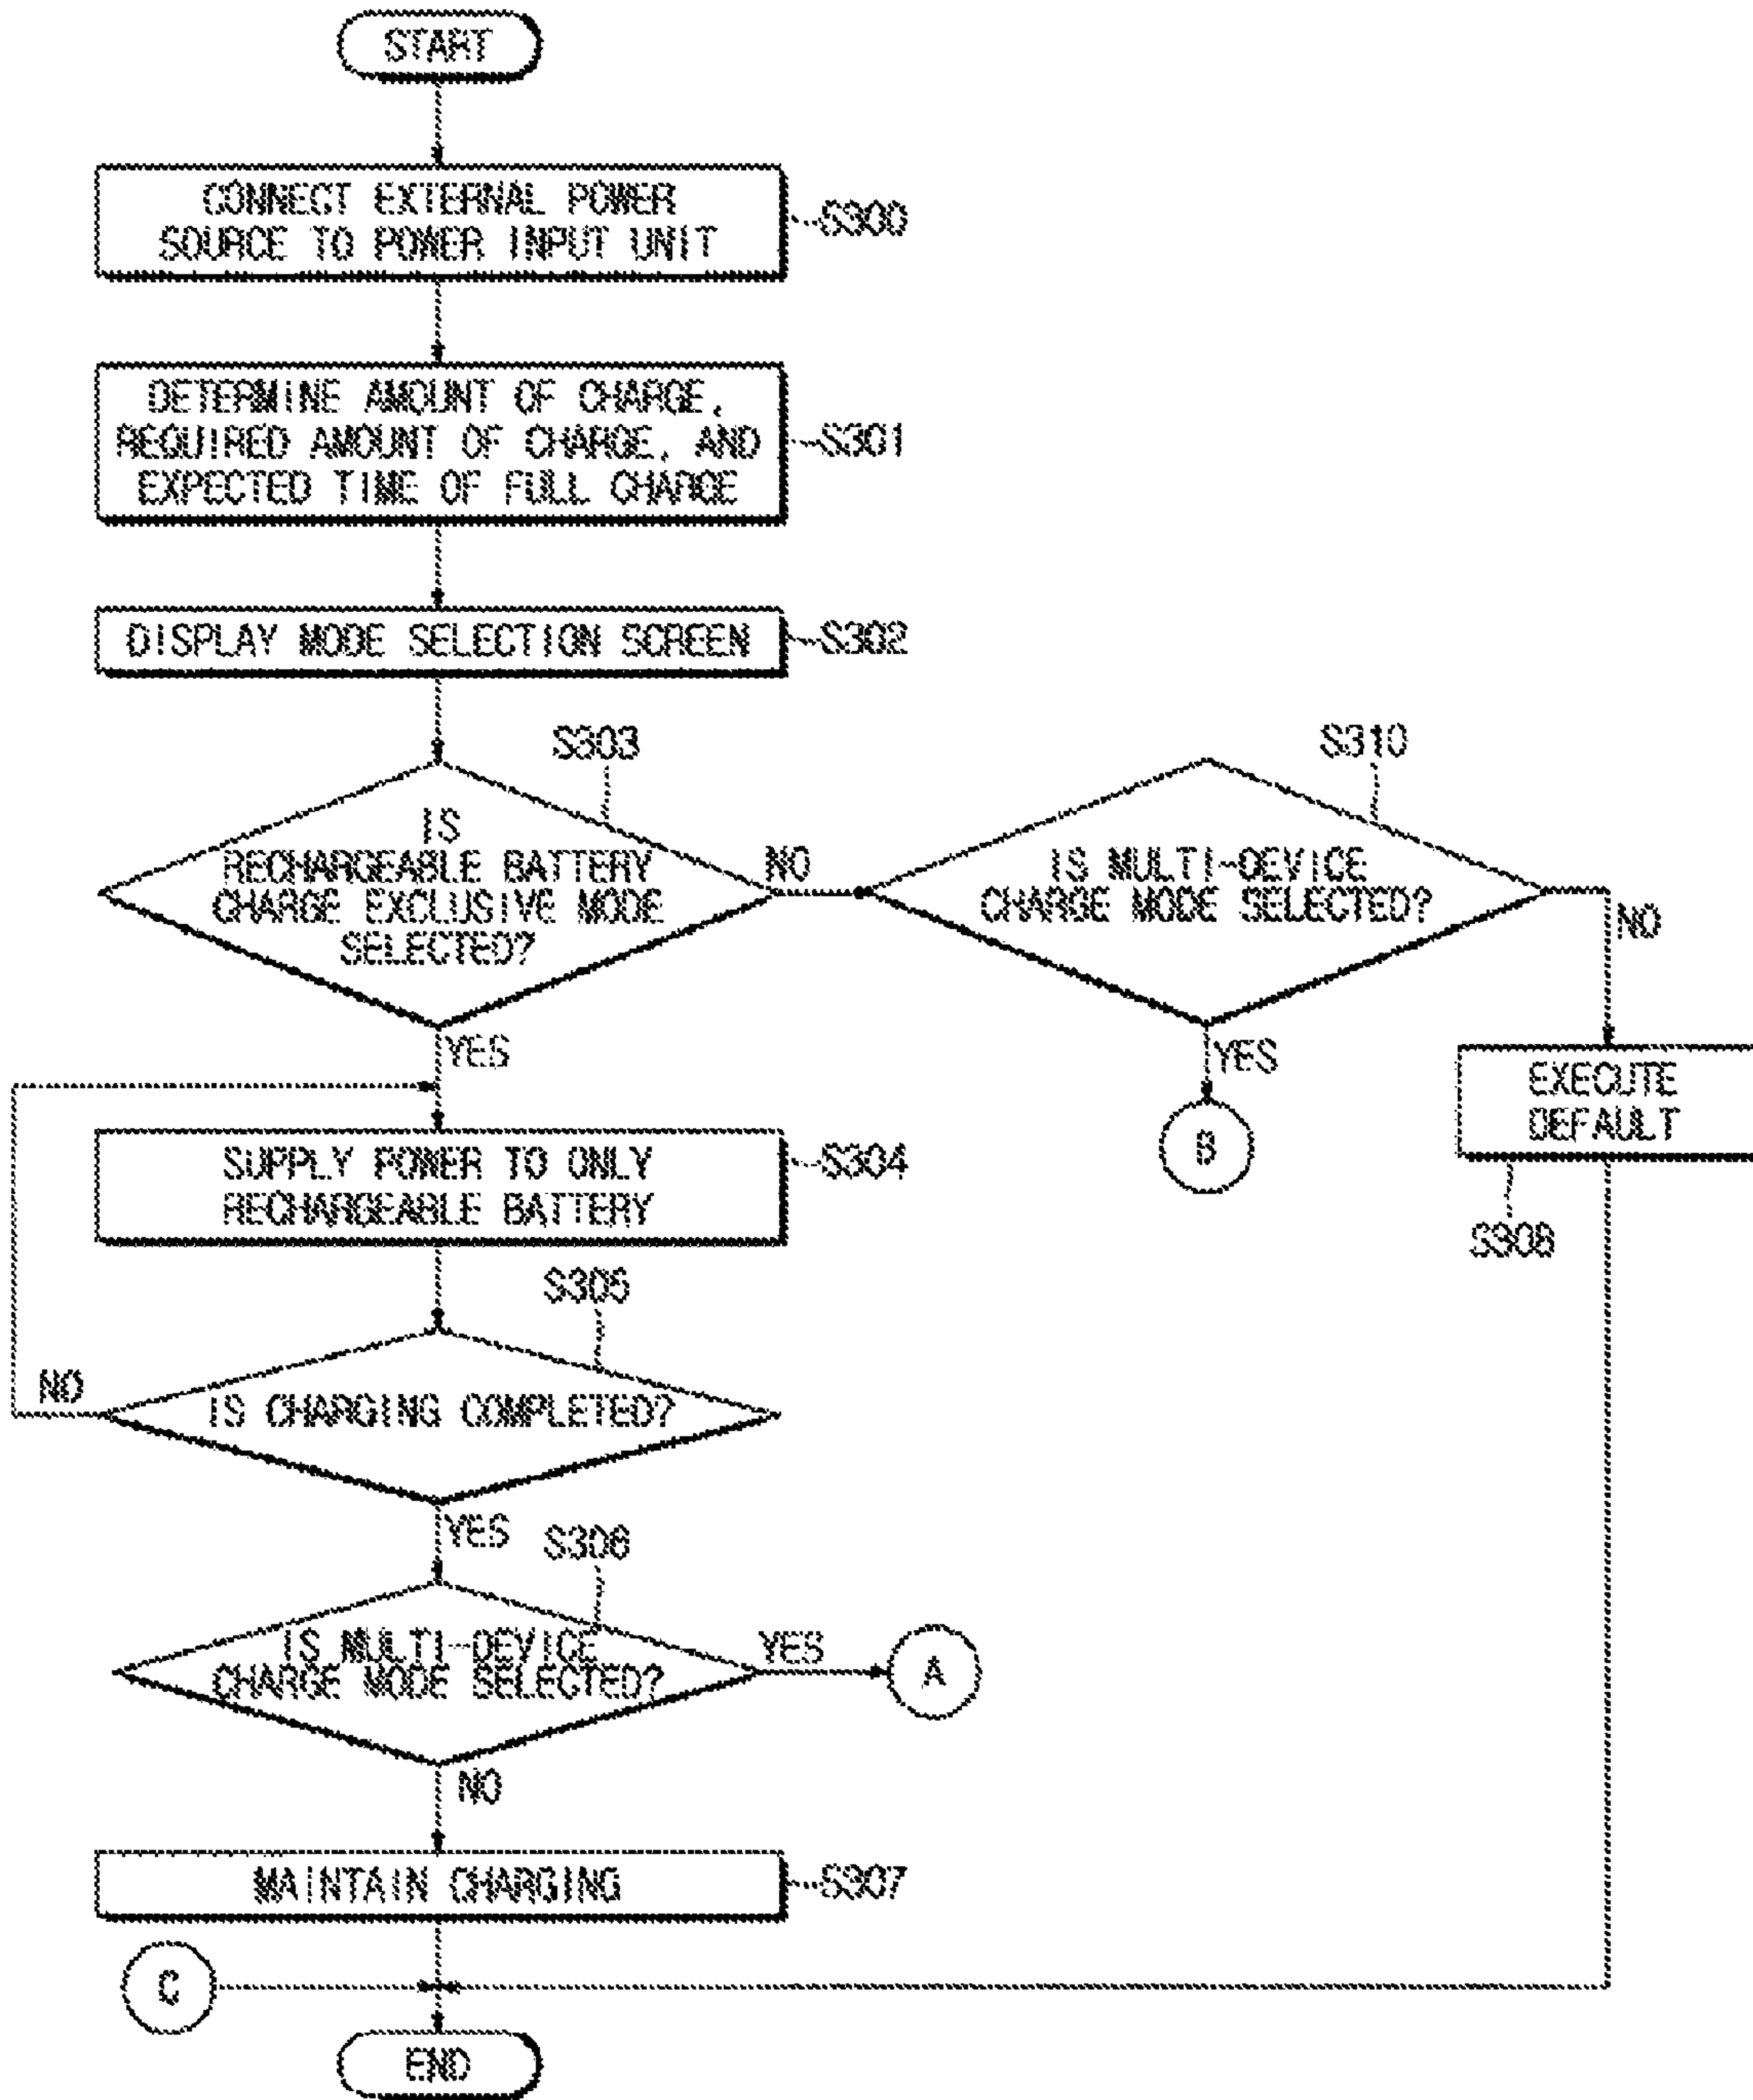 START
CONNECT EXTERNAL POWER
SOURCE TO POWER INPUT UNIT
S300
DETERMINE AMOUNT OF CHARGE,
REQUIRED AMOUNT OF CHARGE, AND
EXPECTED TIME OF FULL CHARGE
S301
DISPLAY MODE SELECTION SCREEN
S302
S303
IS
RECHARGEABLE BATTERY
CHARGE EXCLUSIVE MODE
SELECTED?
NO
S310
IS MULTI-DEVICE
CHARGE MODE SELECTED?
NO
YES
YES
B
EXECUTE
DEFAULT
S308
SUPPLY POWER TO ONLY
RECHARGEABLE BATTERY
S304
S305
NO
IS CHARGING COMPLETED?
YES
S306
IS MULTI-DEVICE
CHARGE MODE SELECTED?
YES
A
NO
MAINTAIN CHARGING
S307
C
END